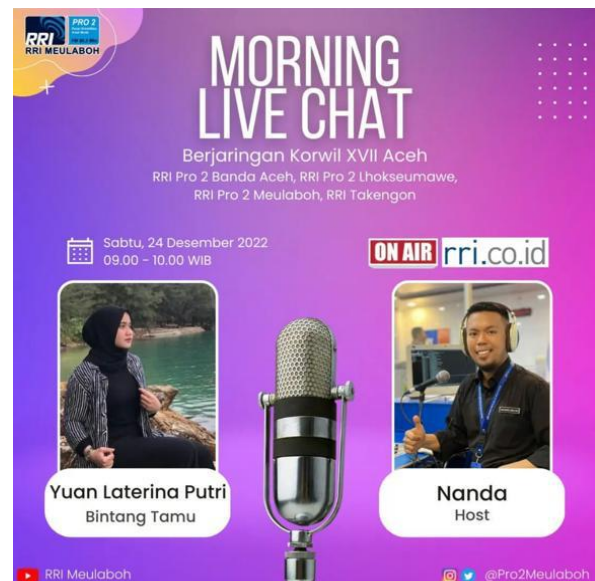 PRO 2
RRI
RRI MEULABOH
MORNING
LIVE CHAT
Berjaringan Korwil XVII Aceh
RRI Pro 2 Banda Aceh, RRI Pro 2 Lhokseumawe,
RRI Pro 2 Meulaboh, RRI Takengon
Sabtu, 24 Desember 2022
09.00 - 10.00 WIB
ON AIR rri.co.id
Yuan Laterina Putri
Bintang Tamu
Nanda
Host
RRI Meulaboh
@Pro2Meulaboh